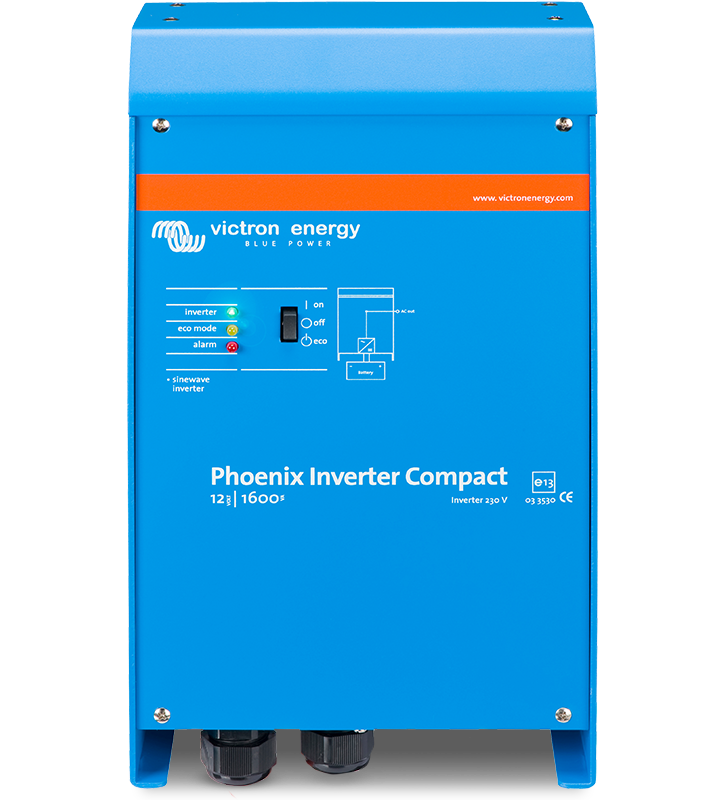 www.victronenergy.com
victron energy
BLUE POWER
inverter
eco mode
alarm
on
off
eco
AC out
Battery
• sinewave
inverter
Phoenix Inverter Compact
12 VOLT | 1600
Inverter 230 V
e13
03 3530 CE